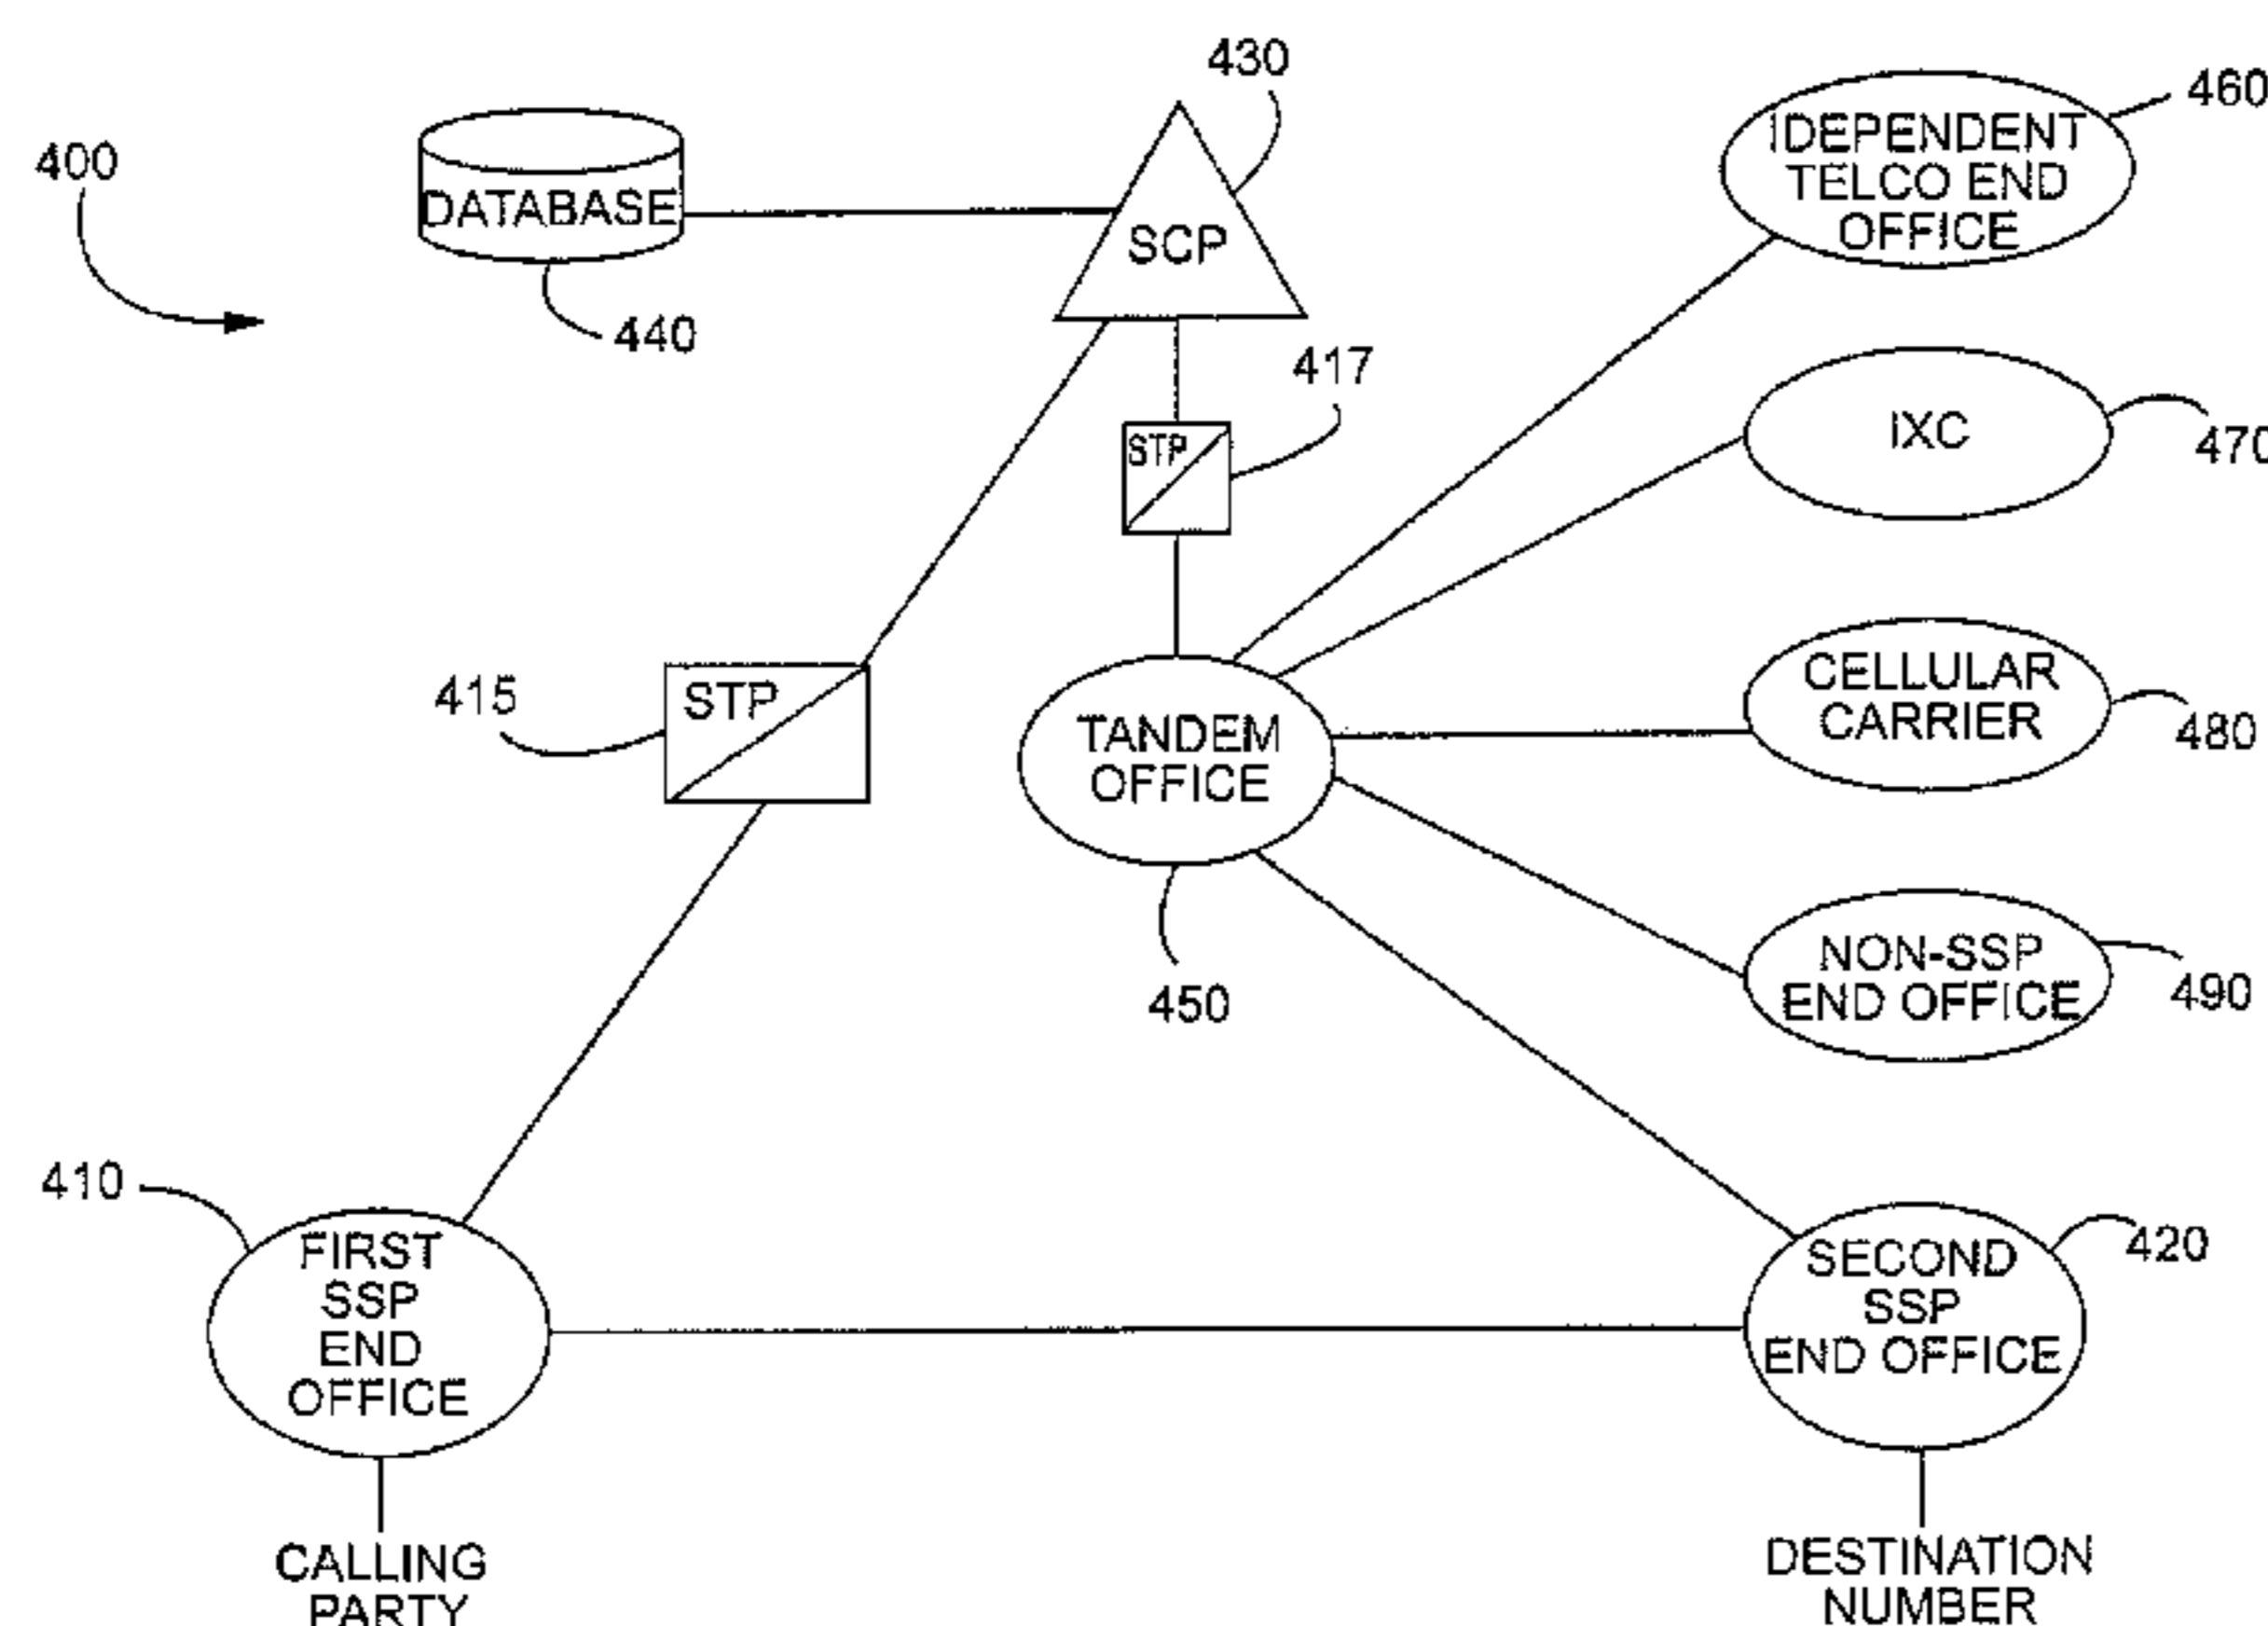 430
460
400
IDEPENDENT
TELCO END
OFFICE
DATABASE
SCP
440
417
IXC
470
STP
415
STP
CELLULAR
CARRIER
480
TANDEM
OFFICE
NON-SSP
END OFFICE
490
450
410
FIRST
SSP
END
OFFICE
SECOND
SSP
END OFFICE
420
CALLING
PARTY
DESTINATION
NUMBER